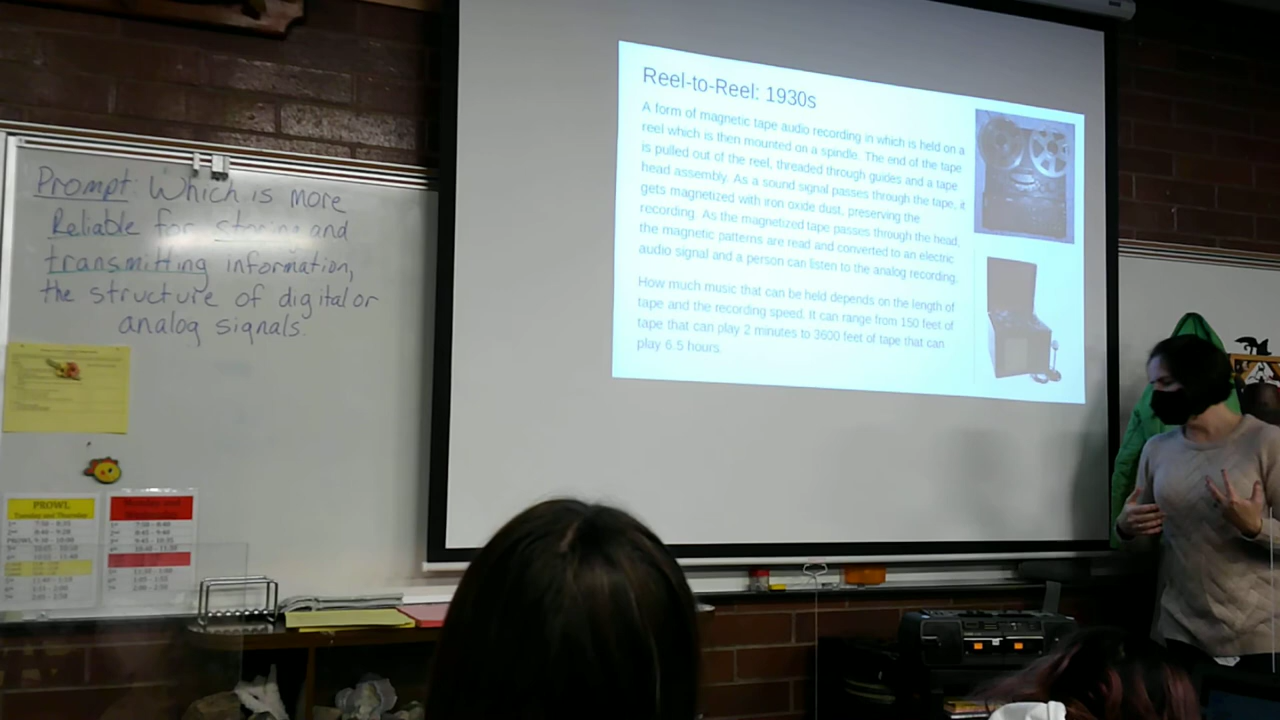 Prompt: Which is more
Reliable for storing and
transmitting information,
the structure of digital or
analog signals.
Reel-to-Reel: 1930s
A form of magnetic tape audio recording in which is held on a
reel which is then mounted on a spindle. The end of the tape
is pulled out of the reel, threaded through guides and a tape
head assembly. As a sound signal passes through the tape, it
gets magnetized with iron oxide dust, preserving the
recording. As the magnetized tape passes through the head,
the magnetic patterns are read and converted to an electric
audio signal and a person can listen to the analog recording.
How much music that can be held depends on the length of
tape and the recording speed. It can range from 150 feet of
tape that can play 2 minutes to 3600 feet of tape that can
play 6.5 hours.
PROWL
Tuesday and Thursday